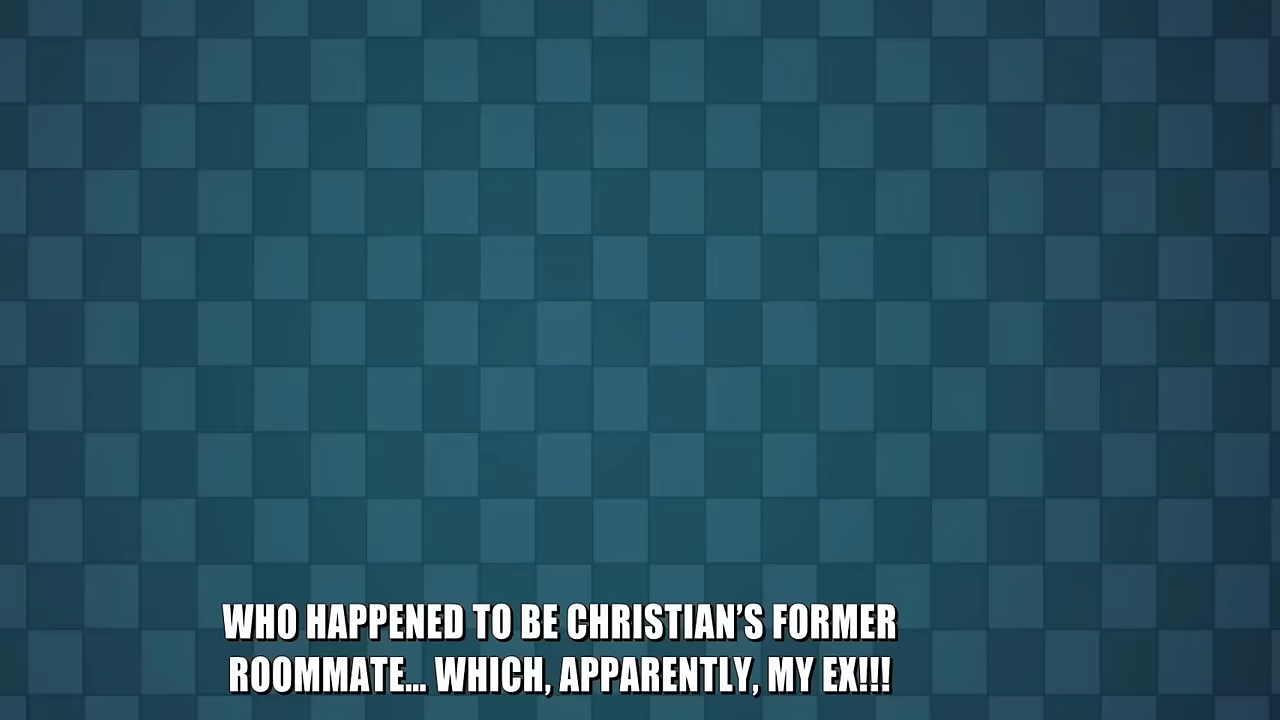 WHO HAPPENED TO BE CHRISTIAN’S FORMER
ROOMMATE... WHICH, APPARENTLY, MY EX!!!